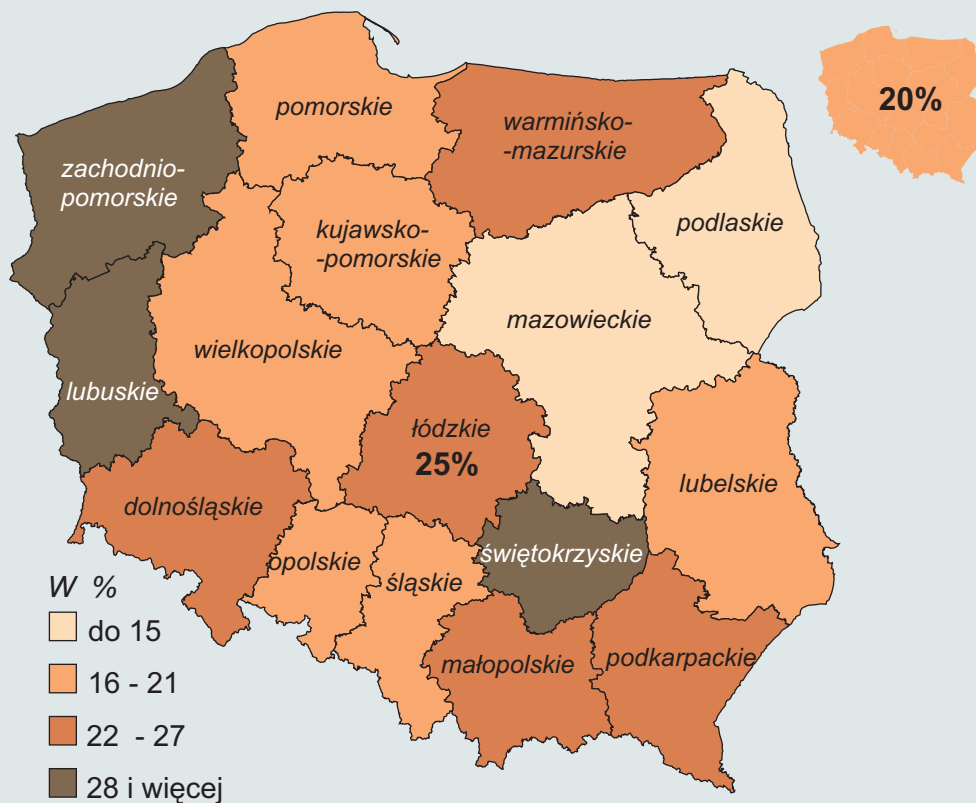 pomorskie
warmińsko-
-mazurskie
20%
zachodnio-
pomorskie
podlaskie
kujawsko-
-pomorskie
mazowieckie
wielkopolskie
lubuskie
łódzkie
25%
lubelskie
dolnośląskie
opolskie
śląskie
świętokrzyskie
małopolskie
podkarpackie
W %
do 15
16 - 21
22 - 27
28 i więcej